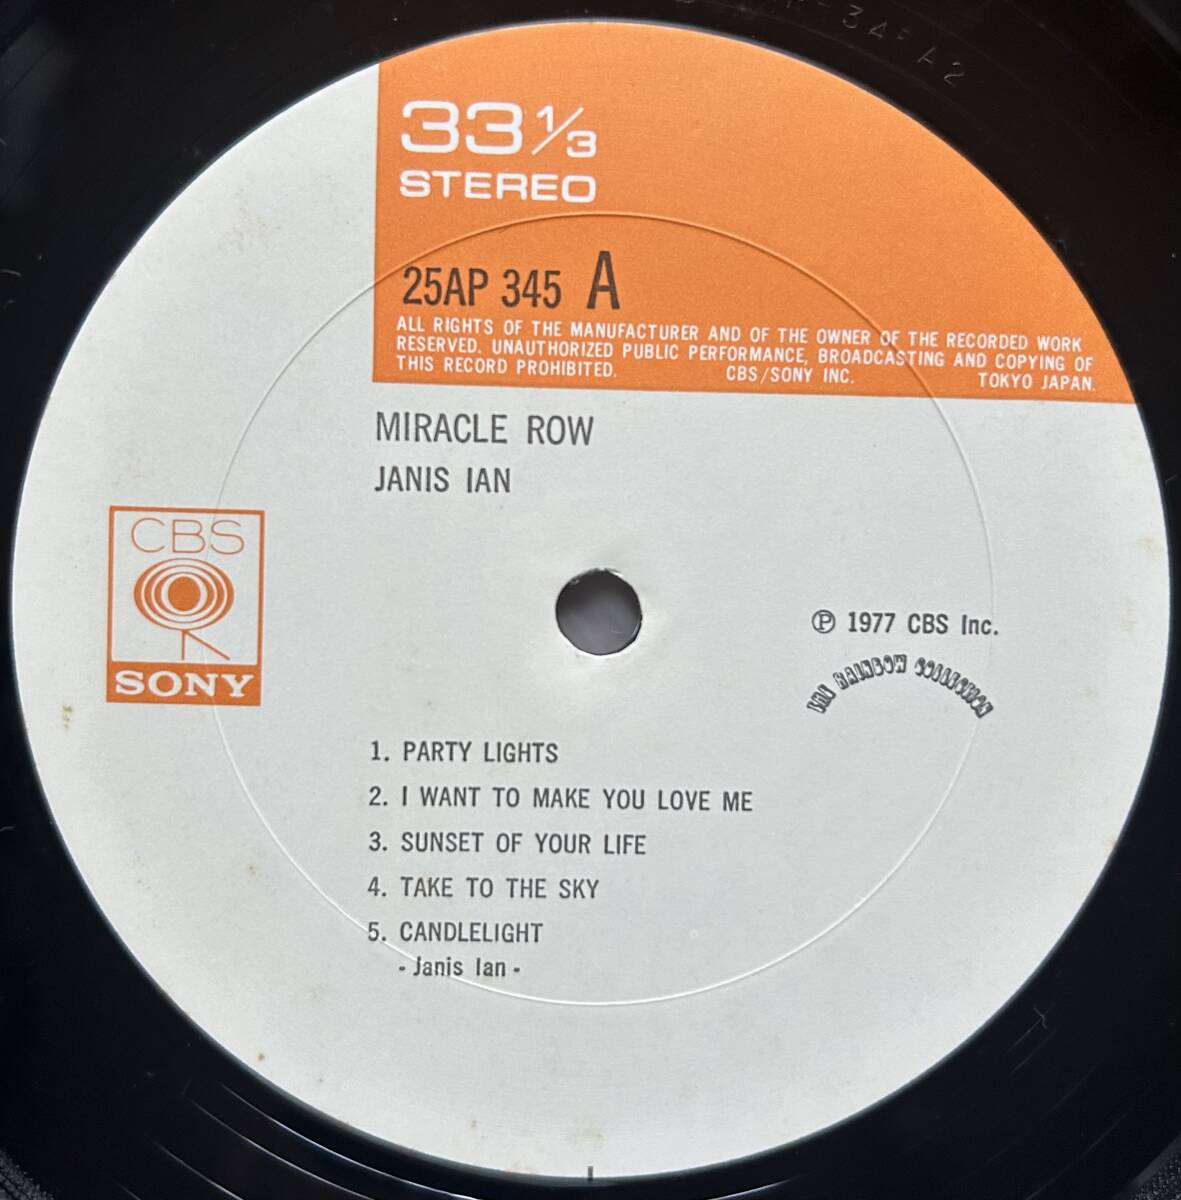 33 1/3
STEREO
25AP 345 A
ALL RIGHTS OF THE MANUFACTURER AND OF THE OWNER OF THE RECORDED WORK
RESERVED. UNAUTHORIZED PUBLIC PERFORMANCE, BROADCASTING AND COPYING OF
THIS RECORD PROHIBITED. CBS/SONY INC. TOKYO JAPAN.
MIRACLE ROW
JANIS IAN
CBS
SONY
℗ 1977 CBS Inc.
THE RAINBOW COLLECTION
1. PARTY LIGHTS
2. I WANT TO MAKE YOU LOVE ME
3. SUNSET OF YOUR LIFE
4. TAKE TO THE SKY
5. CANDLELIGHT
- Janis Ian -